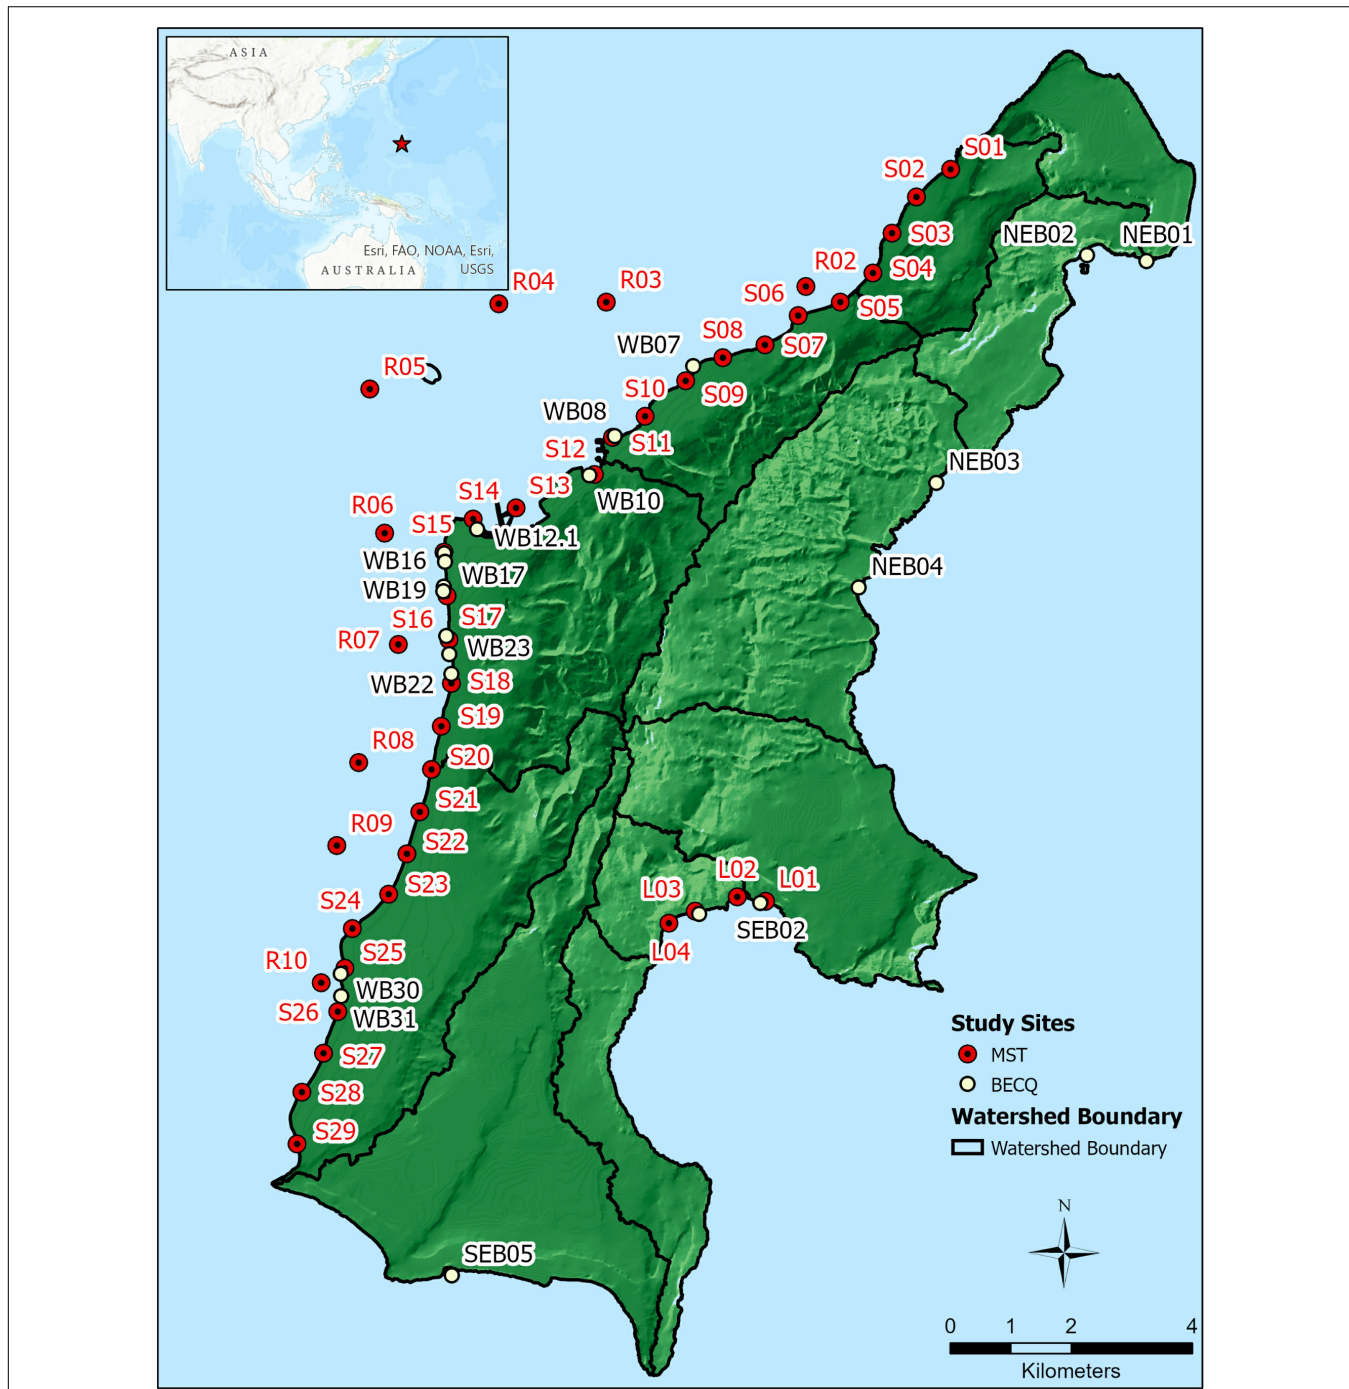 ASIA
AUSTRALIA
Esri, FAO, NOAA, Esri,
USGS
S01
S02
S03
NEB02
NEB01
S04
R02
R04
R03
S06
S05
S08
S07
WB07
R05
S09
S10
WB08
S11
S12
NEB03
S13
WB10
S14
R06
S15
WB12.1
WB16
WB17
NEB04
WB19
S16
S17
R07
WB23
WB22
S18
S19
R08
S20
S21
R09
S22
S23
L02
L01
L03
S24
SEB02
L04
S25
R10
WB30
S26
WB31
S27
S28
S29
SEB05
Study Sites
MST
BECQ
Watershed Boundary
Watershed Boundary
N
0 1 2 4
Kilometers